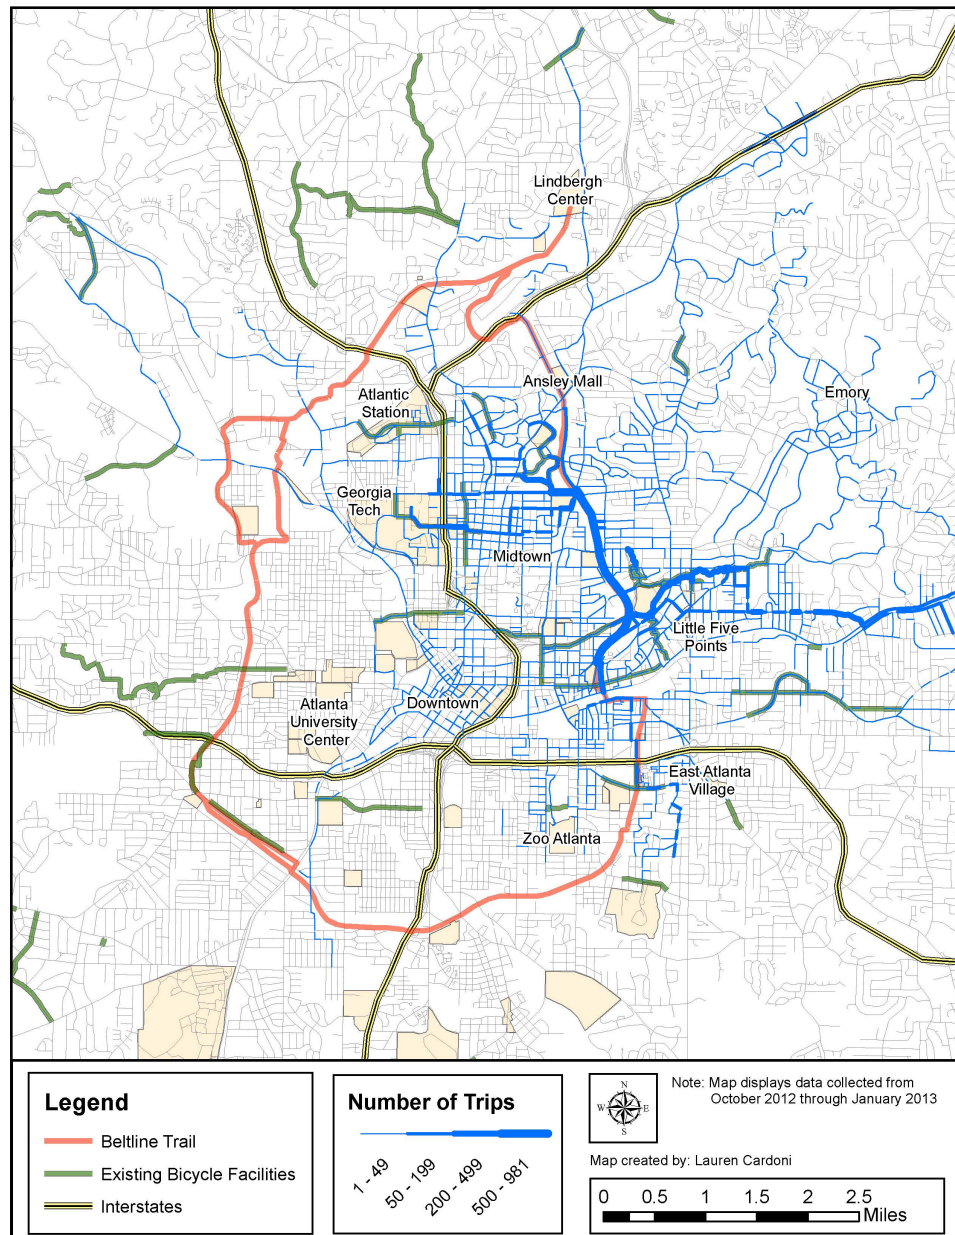 Lindbergh
Center
Ansley Mall
Atlantic
Station
Emory
Georgia
Tech
Midtown
Little Five
Points
Atlanta
University
Center
Downtown
East Atlanta
Village
Zoo Atlanta
Legend
Beltline Trail
Existing Bicycle Facilities
Interstates
Number of Trips
1 - 49
50 - 199
200 - 499
500 - 981
N
W E
S
Note: Map displays data collected from
October 2012 through January 2013
Map created by: Lauren Cardoni
0 0.5 1 1.5 2 2.5
Miles